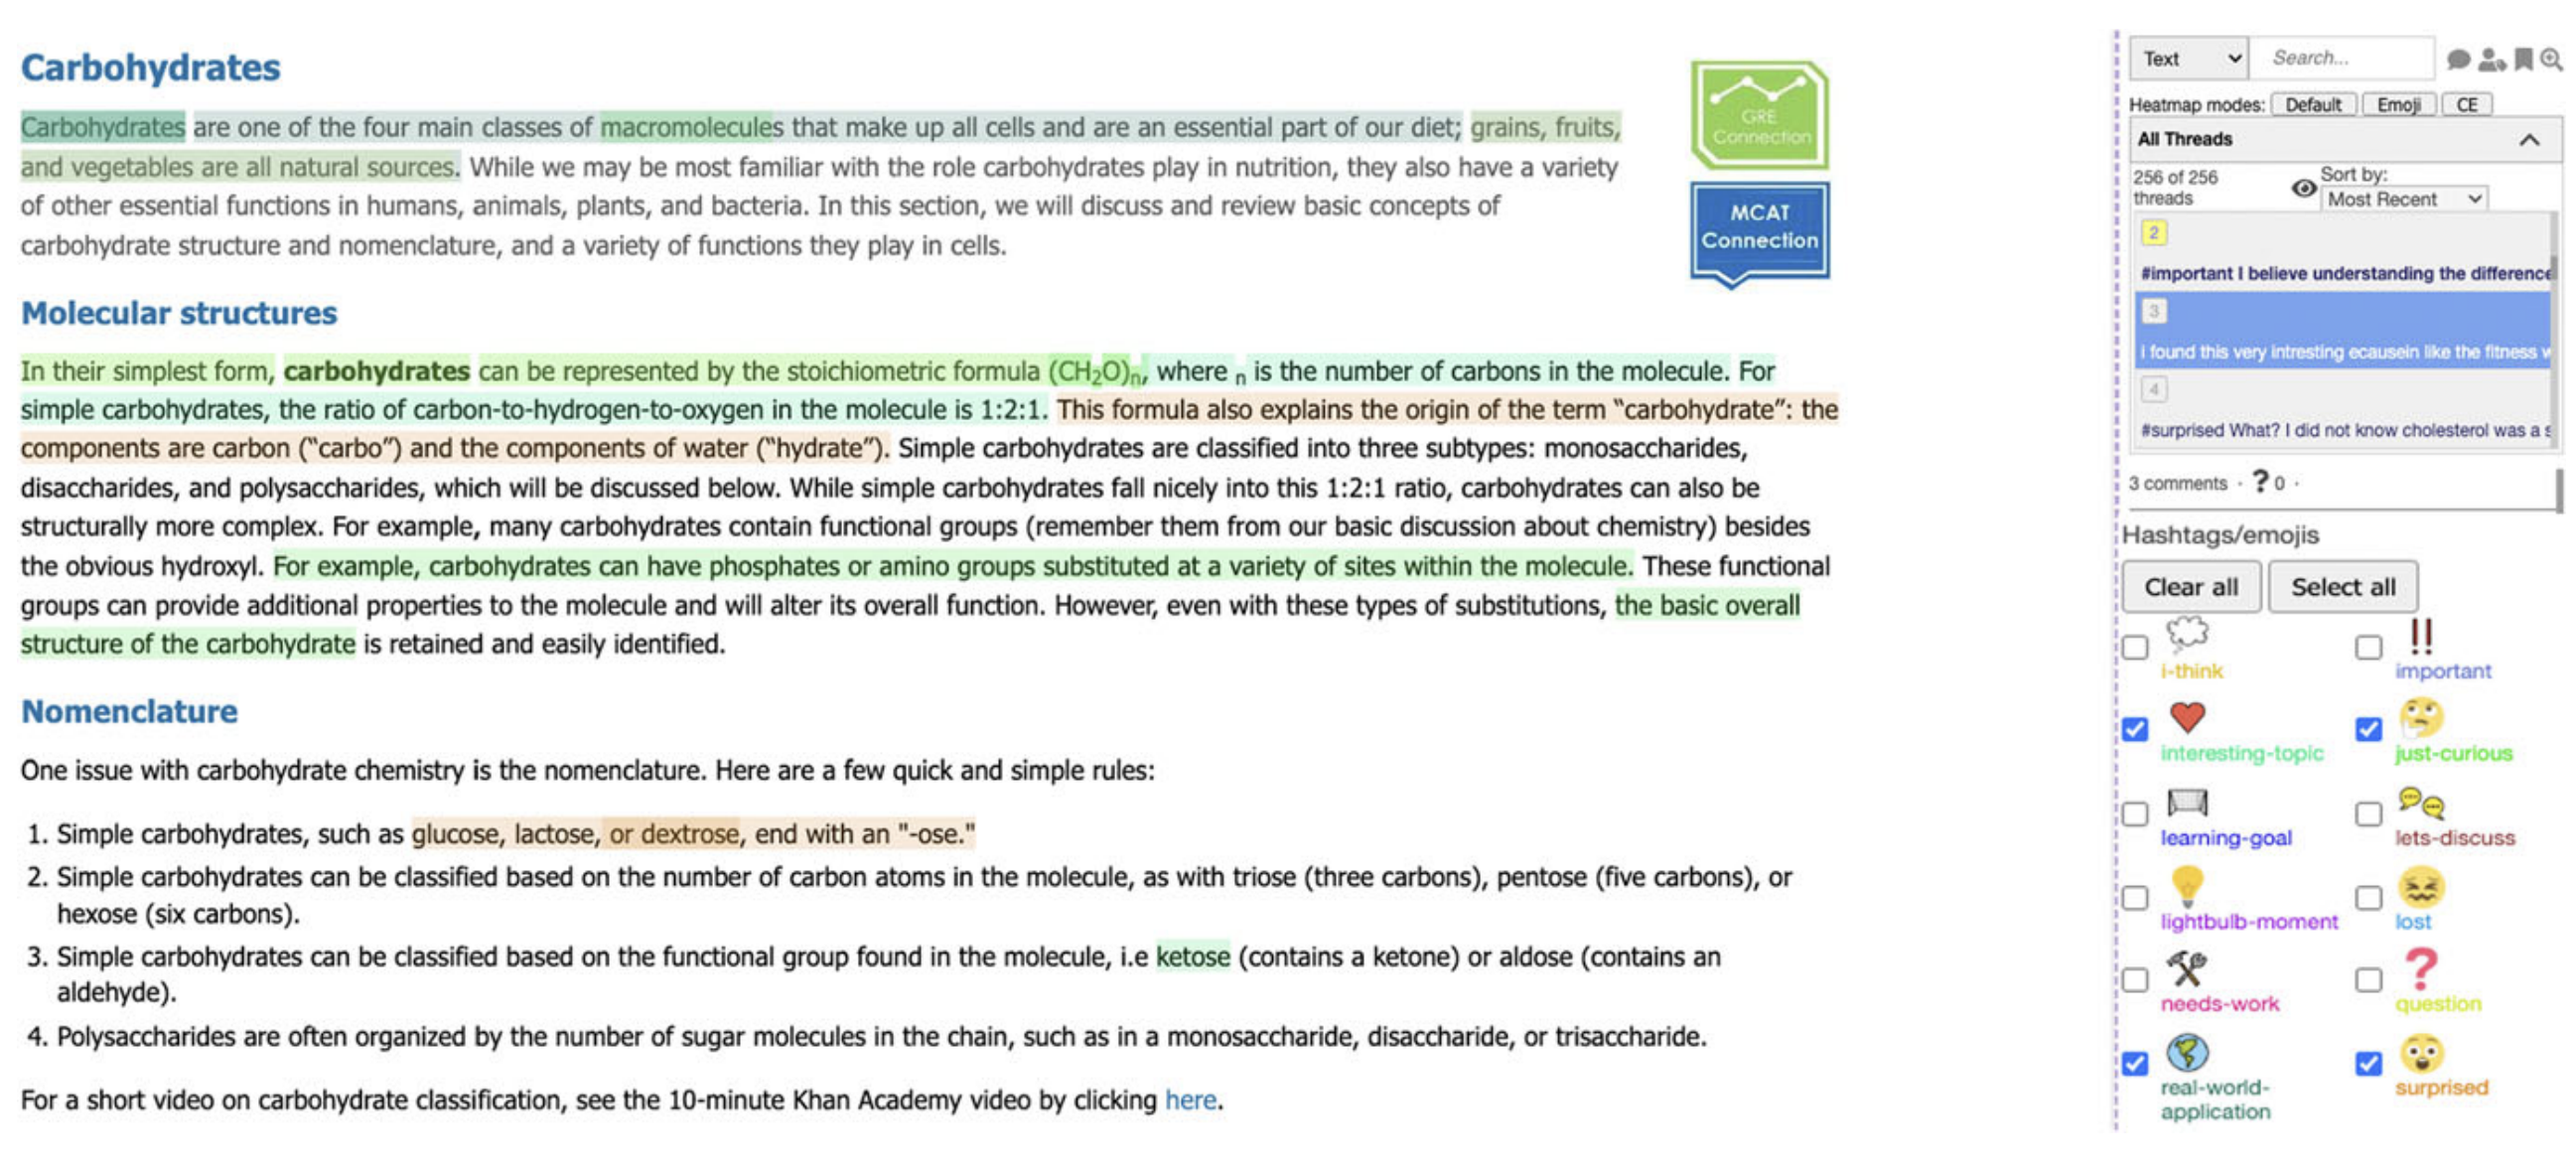 Carbohydrates
Carbohydrates are one of the four main classes of macromolecules that make up all cells and are an essential part of our diet; grains, fruits,
and vegetables are all natural sources. While we may be most familiar with the role carbohydrates play in nutrition, they also have a variety
of other essential functions in humans, animals, plants, and bacteria. In this section, we will discuss and review basic concepts of
carbohydrate structure and nomenclature, and a variety of functions they play in cells.
GRE
Connection
MCAT
Connection
Molecular structures
In their simplest form, carbohydrates can be represented by the stoichiometric formula (CH₂O)ₙ, where ₙ is the number of carbons in the molecule. For
simple carbohydrates, the ratio of carbon-to-hydrogen-to-oxygen in the molecule is 1:2:1. This formula also explains the origin of the term “carbohydrate”: the
components are carbon (“carbo”) and the components of water (“hydrate”). Simple carbohydrates are classified into three subtypes: monosaccharides,
disaccharides, and polysaccharides, which will be discussed below. While simple carbohydrates fall nicely into this 1:2:1 ratio, carbohydrates can also be
structurally more complex. For example, many carbohydrates contain functional groups (remember them from our basic discussion about chemistry) besides
the obvious hydroxyl. For example, carbohydrates can have phosphates or amino groups substituted at a variety of sites within the molecule. These functional
groups can provide additional properties to the molecule and will alter its overall function. However, even with these types of substitutions, the basic overall
structure of the carbohydrate is retained and easily identified.
Nomenclature
One issue with carbohydrate chemistry is the nomenclature. Here are a few quick and simple rules:
1. Simple carbohydrates, such as glucose, lactose, or dextrose, end with an "-ose."
2. Simple carbohydrates can be classified based on the number of carbon atoms in the molecule, as with triose (three carbons), pentose (five carbons), or
hexose (six carbons).
3. Simple carbohydrates can be classified based on the functional group found in the molecule, i.e ketose (contains a ketone) or aldose (contains an
aldehyde).
4. Polysaccharides are often organized by the number of sugar molecules in the chain, such as in a monosaccharide, disaccharide, or trisaccharide.
For a short video on carbohydrate classification, see the 10-minute Khan Academy video by clicking here.
Text Search...
Heatmap modes: Default Emoji CE
All Threads
256 of 256
threads
Sort by:
Most Recent
2
#important I believe understanding the difference
3
i found this very intresting ecausein like the fitness w
4
#surprised What? I did not know cholesterol was a s
3 comments · ? 0 ·
Hashtags/emojis
Clear all Select all
i-think important
interesting-topic just-curious
learning-goal lets-discuss
lightbulb-moment lost
needs-work question
real-world-
application
surprised